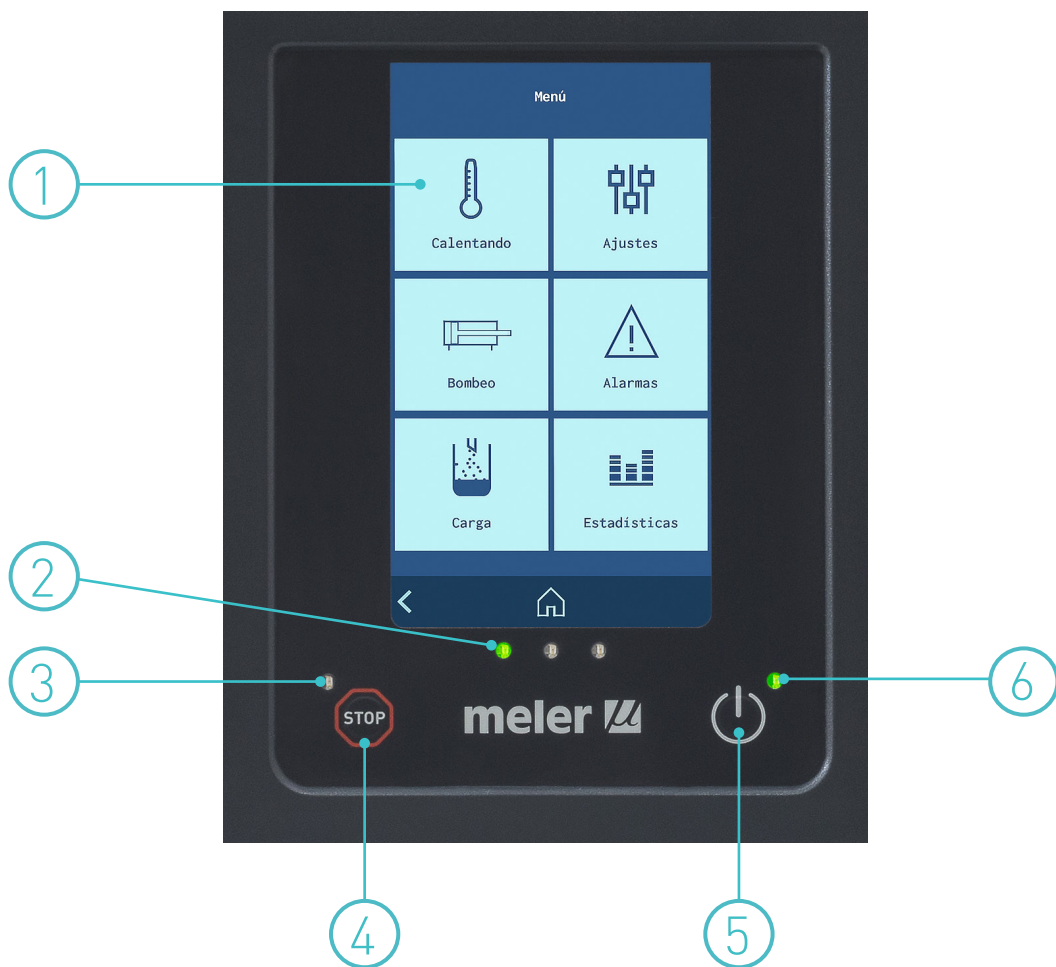 Menú
1
Calentando
Ajustes
Bombeo
Alarmas
Carga
Estadísticas
2
3
6
STOP
meler µ
4
5